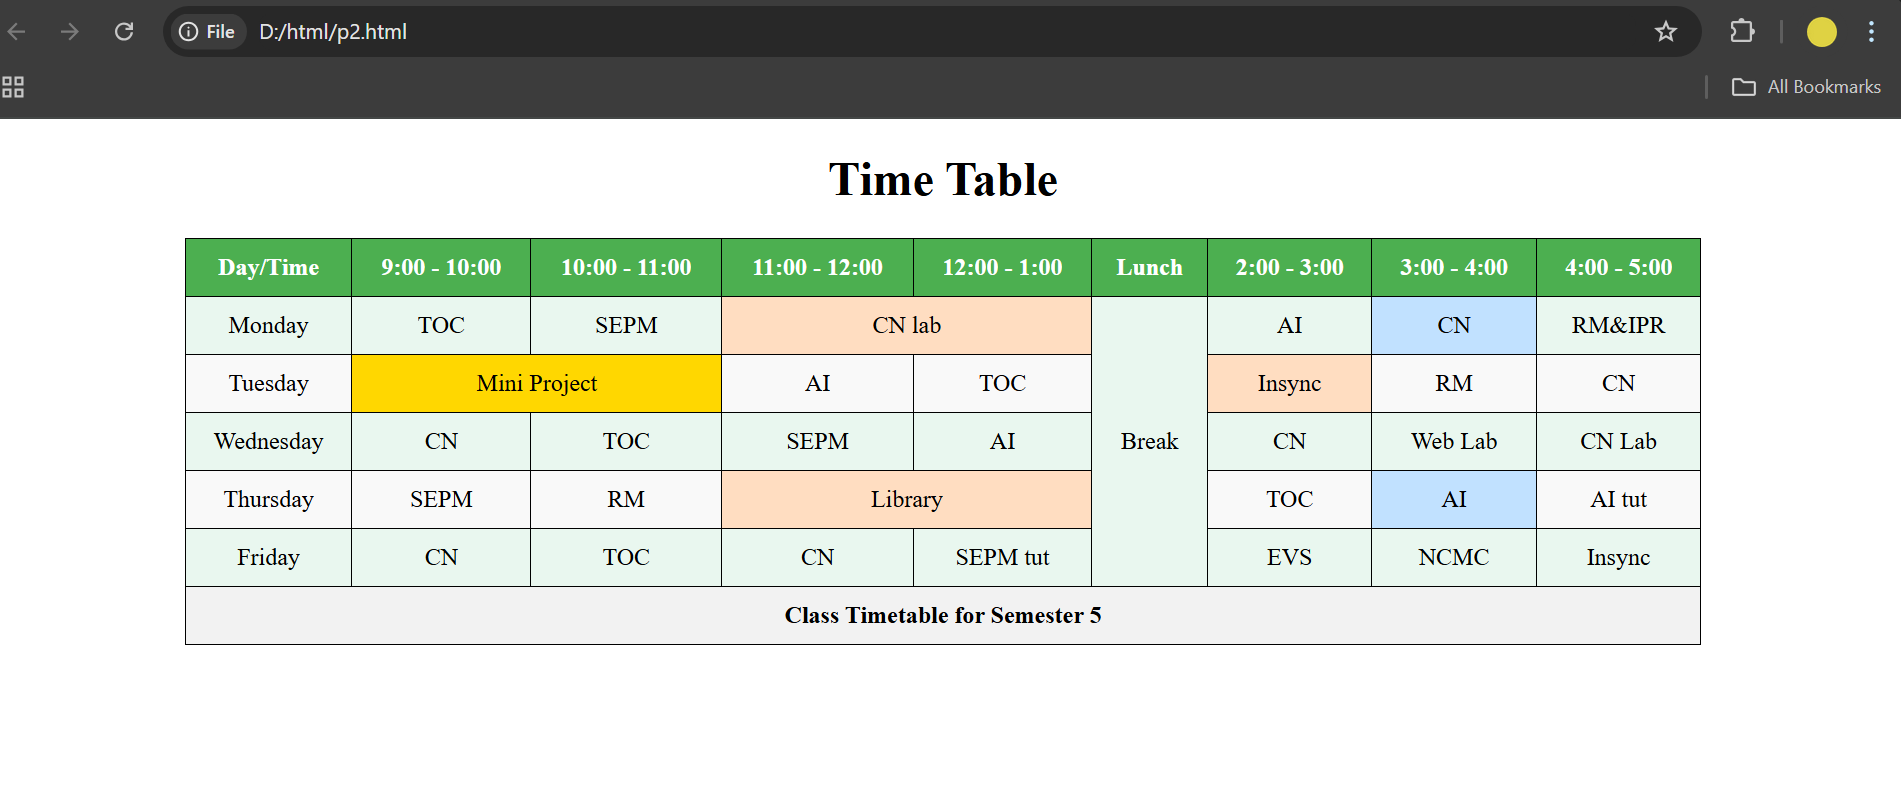 File D:/html/p2.html
All Bookmarks
Time Table
Day/Time 9:00 - 10:00 10:00 - 11:00 11:00 - 12:00 12:00 - 1:00 Lunch 2:00 - 3:00 3:00 - 4:00 4:00 - 5:00
Monday TOC SEPM CN lab AI CN RM&IPR
Tuesday Mini Project AI TOC Insync RM CN
Wednesday CN TOC SEPM AI Break CN Web Lab CN Lab
Thursday SEPM RM Library TOC AI AI tut
Friday CN TOC CN SEPM tut EVS NCMC Insync
Class Timetable for Semester 5